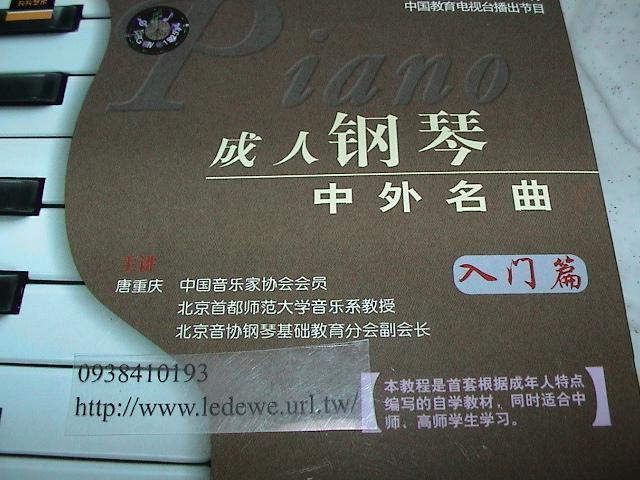 中国教育电视台播出节目
Piano
成人钢琴
中外名曲
主讲
入门篇
唐重庆 中国音乐家协会会员
北京首都师范大学音乐系教授
北京音协钢琴基础教育分会副会长
0938410193
http://www.ledewe.url.tw/
本教程是首套根据成年人特点
编写的自学教材，同时适合中
师、高师学生学习。